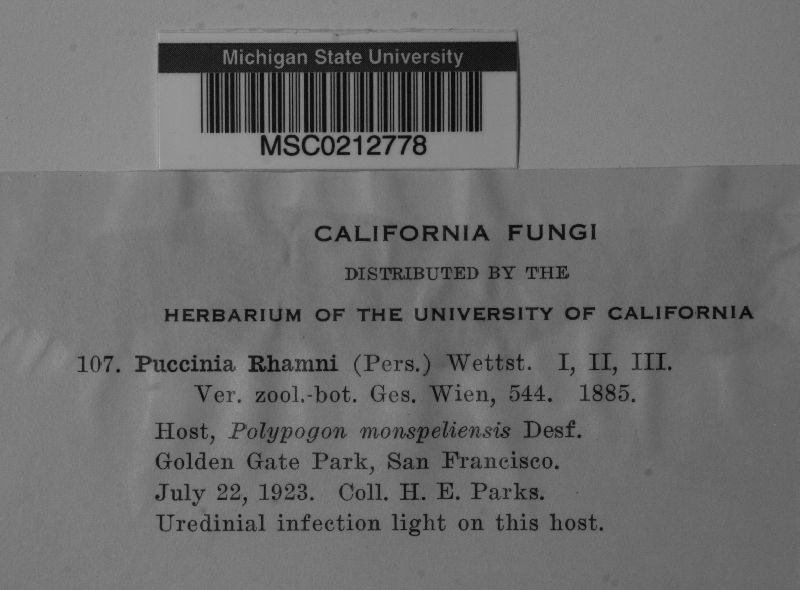 Michigan State University
MSC0212778
CALIFORNIA FUNGI
DISTRIBUTED BY THE
HERBARIUM OF THE UNIVERSITY OF CALIFORNIA
107. Puccinia Rhamni (Pers.) Wettst. I, II, III.
Ver. zool.-bot. Ges. Wien, 544. 1885.
Host, Polypogon monspeliensis Desf.
Golden Gate Park, San Francisco.
July 22, 1923. Coll. H. E. Parks.
Uredinial infection light on this host.